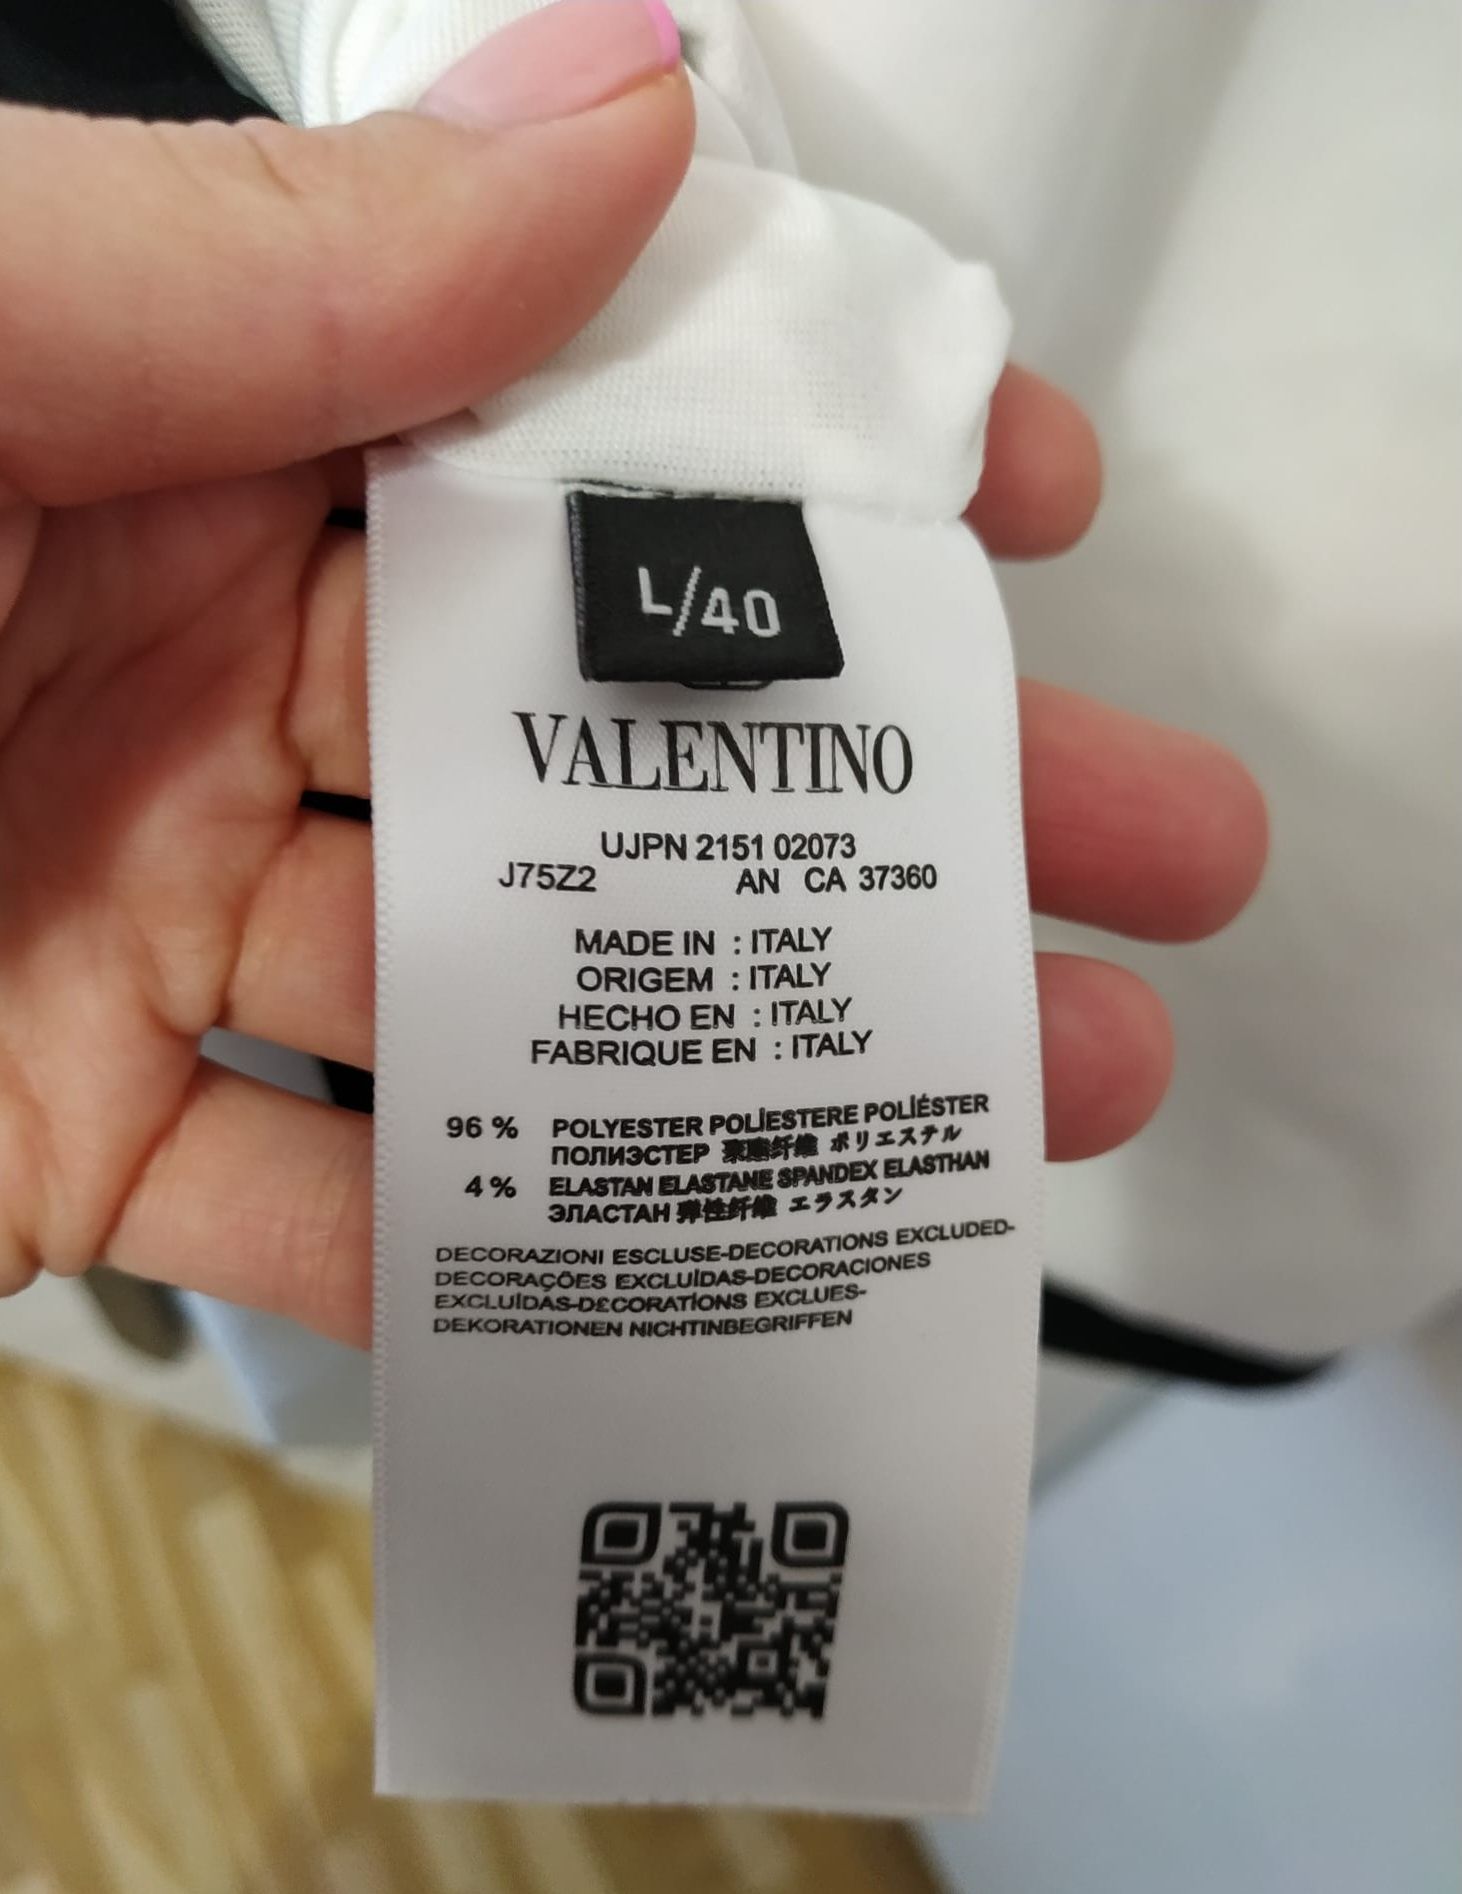 L/40
VALENTINO
UJPN 2151 02073
J75Z2 AN CA 37360
MADE IN : ITALY
ORIGEM : ITALY
HECHO EN : ITALY
FABRIQUE EN : ITALY
96 % POLYESTER POLIESTERE POLIÉSTER
ПОЛИЭСТЕР 聚酯纤维 ポリエステル
4 % ELASTAN ELASTANE SPANDEX ELASTHAN
ЭЛАСТАН 弹性纤维 エラスタン
DECORAZIONI ESCLUSE-DECORATIONS EXCLUDED-
DECORAÇÕES EXCLUÍDAS-DECORACIONES
EXCLUÍDAS-DECORATIONS EXCLUES-
DEKORATIONEN NICHTINBEGRIFFEN